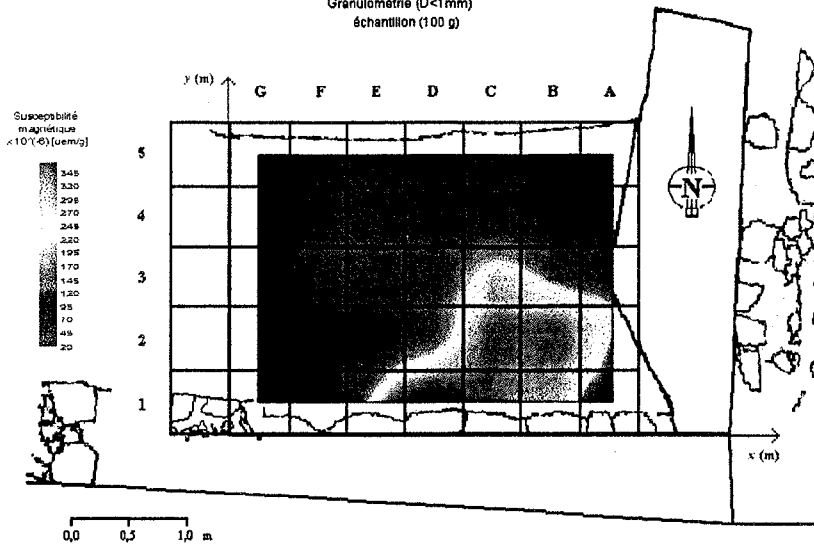 Granulométrie (D<1mm)
échantillon (100 g)
y (m)
G F E D C B A
Susceptibilité
magnétique
×10^(-6) [uem/g]
345
320
295
270
245
220
195
170
145
120
95
70
45
20
5
4
3
2
1
N
x (m)
0,0 0,5 1,0 m